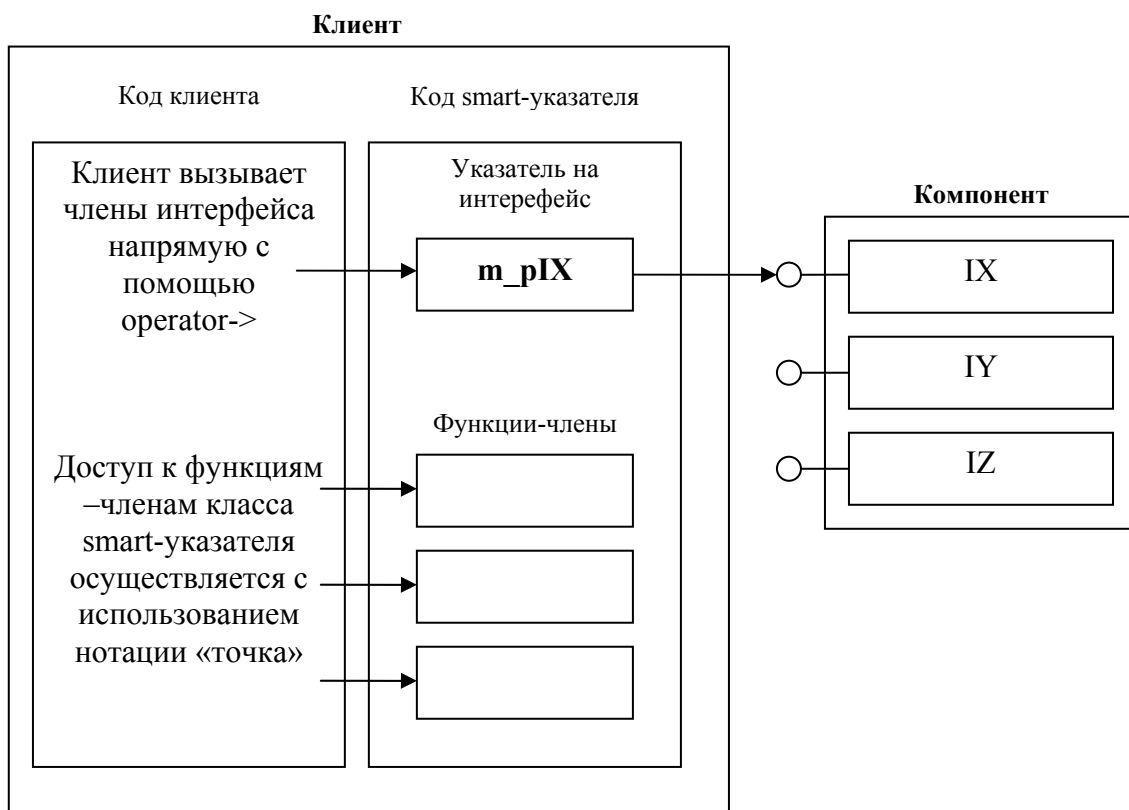 Клиент
Код клиента
Код smart-указателя
Клиент вызывает
члены интерфейса
напрямую с
помощью
operator->
Указатель на
интерефейс
m_pIX
Компонент
IX
IY
IZ
Функции-члены
Доступ к функциям
–членам класса
smart-указателя
осуществляется с
использованием
нотации «точка»